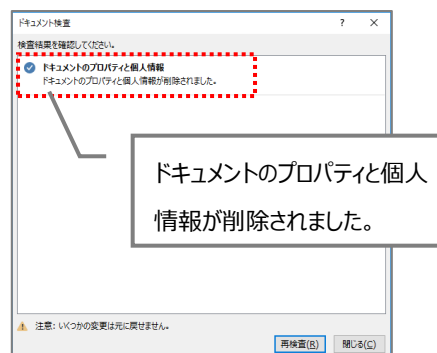 ドキュメント検査
? ×
検査結果を確認してください。
ドキュメントのプロパティと個人情報
ドキュメントのプロパティと個人情報が削除されました。
ドキュメントのプロパティと個人
情報が削除されました。
注意: いくつかの変更は元に戻せません。
再検査(R) 閉じる(C)